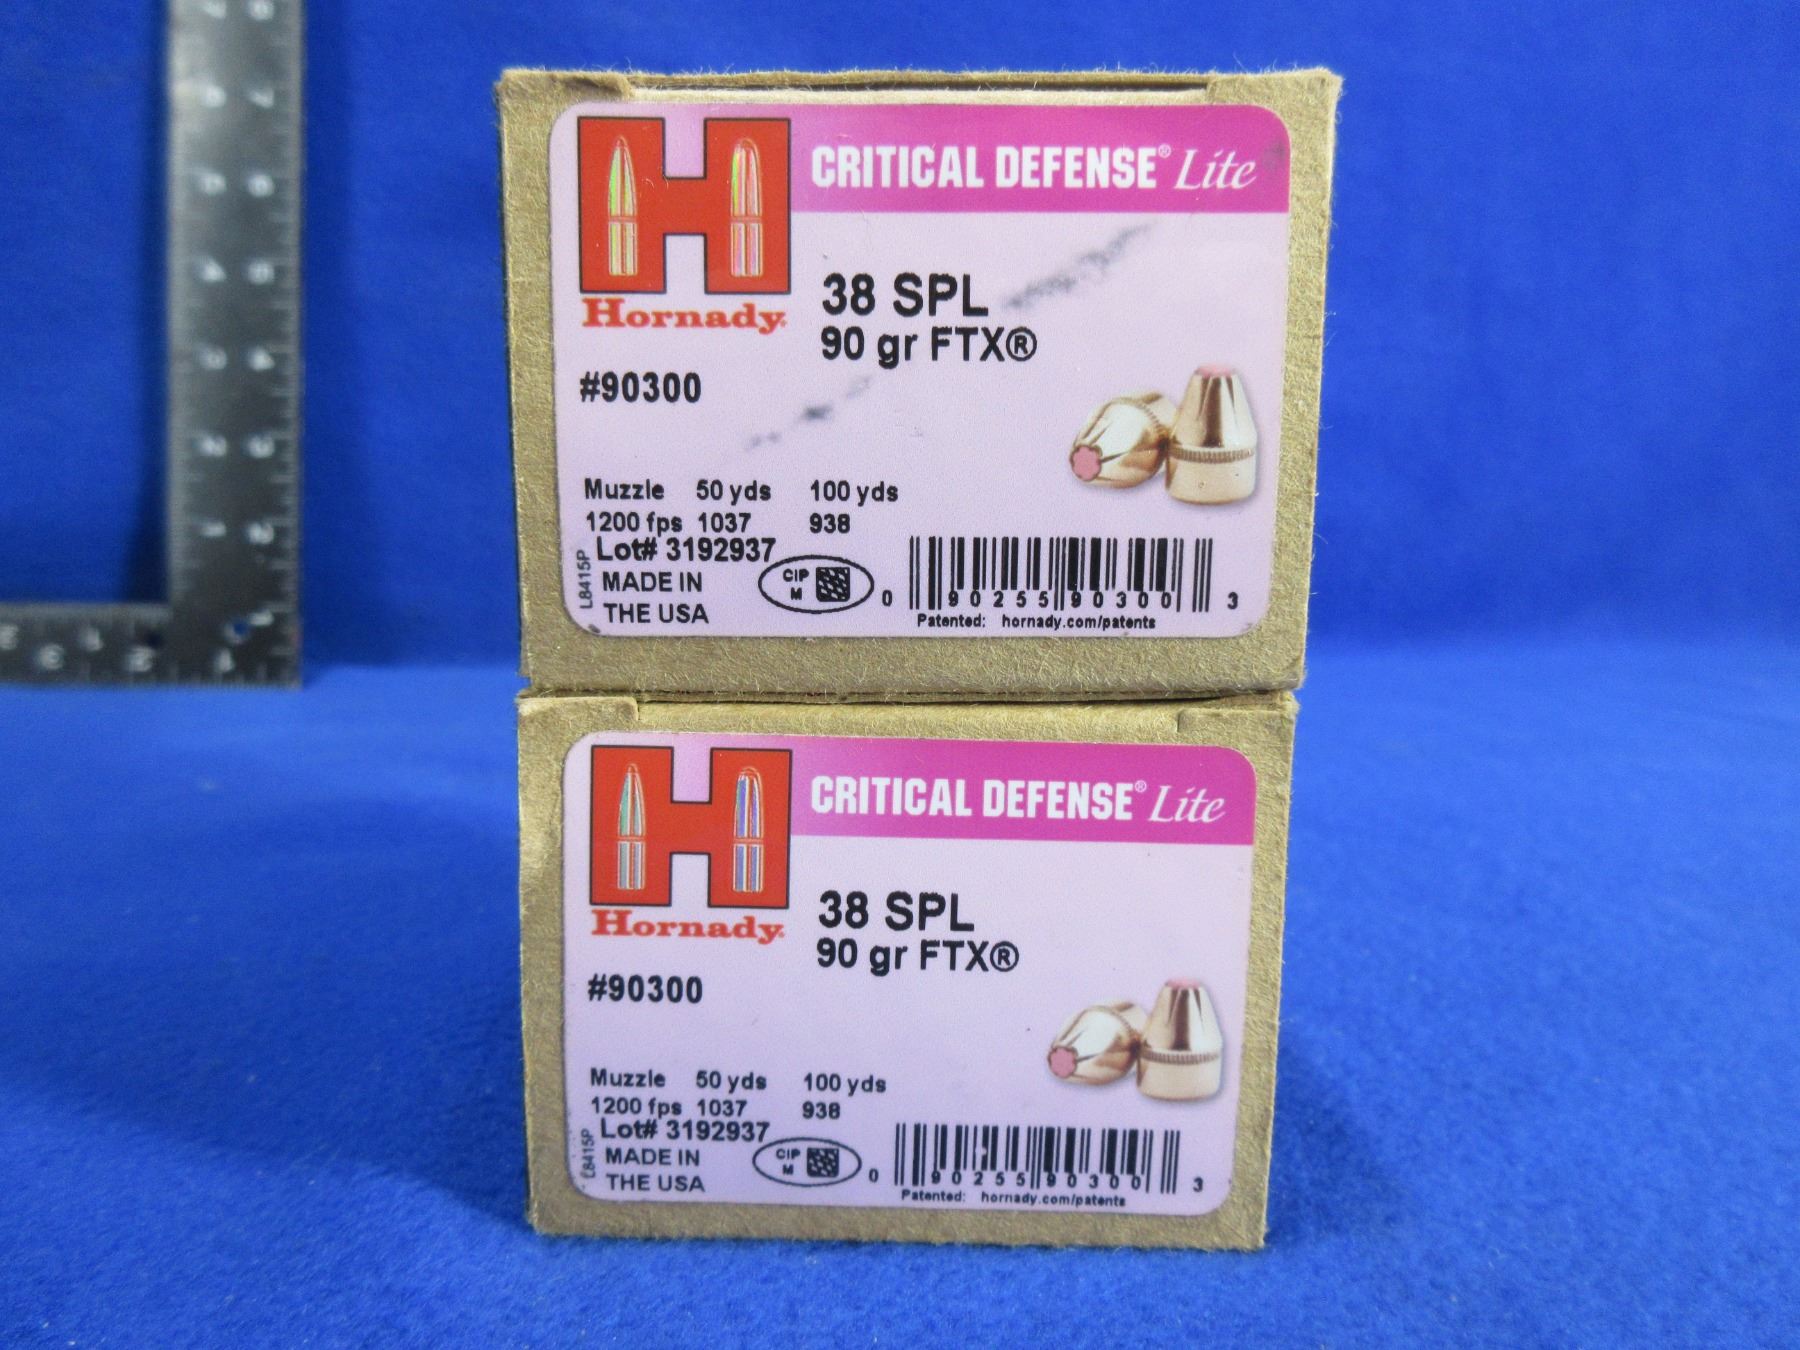 CRITICAL DEFENSE® Lite
Hornady.
38 SPL
90 gr FTX®
#90300
Muzzle 50 yds 100 yds
1200 fps 1037 938
Lot# 3192937
L8415P
MADE IN
THE USA
CIP
M
0 90255 90300 3
Patented: hornady.com/patents
CRITICAL DEFENSE® Lite
Hornady.
38 SPL
90 gr FTX®
#90300
Muzzle 50 yds 100 yds
1200 fps 1037 938
Lot# 3192937
L8415P
MADE IN
THE USA
CIP
M
0 90255 90300 3
Patented: hornady.com/patents